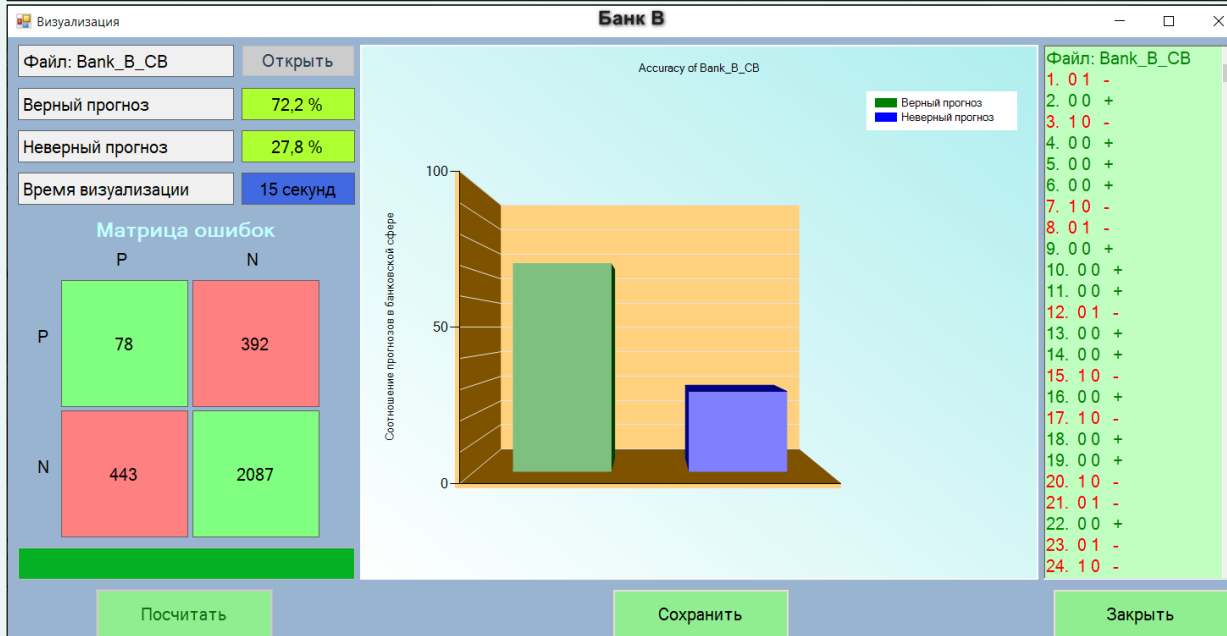 Визуализация
Банк В
Файл: Bank_B_CB
Открыть
Верный прогноз
72,2 %
Неверный прогноз
27,8 %
Время визуализации
15 секунд
Матрица ошибок
P N
P 78 392
N 443 2087
Посчитать
Accuracy of Bank_B_CB
Верный прогноз
Неверный прогноз
Соотношение прогнозов в банковской сфере
100
50
0
Сохранить
Файл: Bank_B_CB
1. 0 1 -
2. 0 0 +
3. 1 0 -
4. 0 0 +
5. 0 0 +
6. 0 0 +
7. 1 0 -
8. 0 1 -
9. 0 0 +
10. 0 0 +
11. 0 0 +
12. 0 1 -
13. 0 0 +
14. 0 0 +
15. 1 0 -
16. 0 0 +
17. 1 0 -
18. 0 0 +
19. 0 0 +
20. 1 0 -
21. 0 1 -
22. 0 0 +
23. 0 1 -
24. 1 0 -
Закрыть